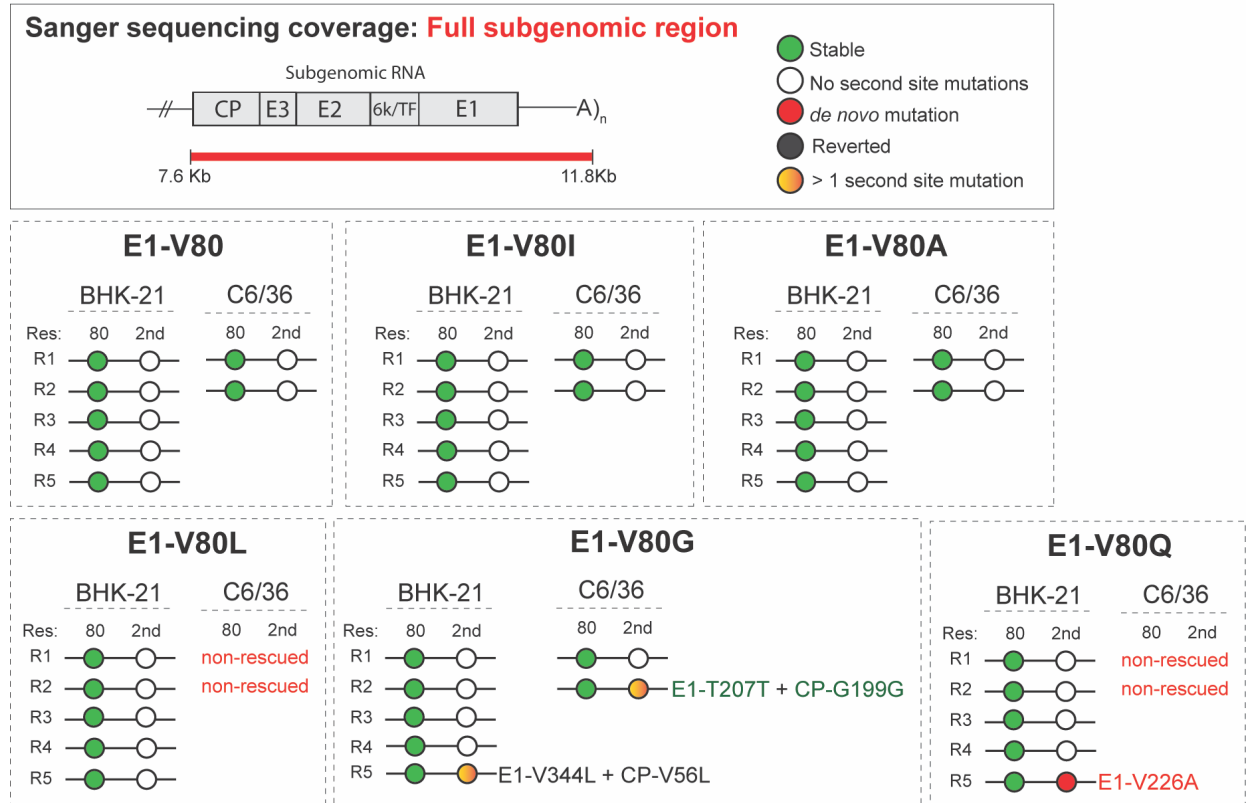 Sanger sequencing coverage: Full subgenomic region
Subgenomic RNA
CP E3 E2 6k/TF E1 A)n
7.6 Kb 11.8Kb
Stable
No second site mutations
de novo mutation
Reverted
> 1 second site mutation
E1-V80
BHK-21 C6/36
Res: 80 2nd 80 2nd
R1
R2
R3
R4
R5
E1-V80I
BHK-21 C6/36
Res: 80 2nd 80 2nd
R1
R2
R3
R4
R5
E1-V80A
BHK-21 C6/36
Res: 80 2nd 80 2nd
R1
R2
R3
R4
R5
E1-V80L
BHK-21 C6/36
Res: 80 2nd 80 2nd
R1 non-rescued
R2 non-rescued
R3
R4
R5
E1-V80G
BHK-21 C6/36
Res: 80 2nd 80 2nd
R1
R2 E1-T207T + CP-G199G
R3
R4
R5 E1-V344L + CP-V56L
E1-V80Q
BHK-21 C6/36
Res: 80 2nd 80 2nd
R1 non-rescued
R2 non-rescued
R3
R4
R5 E1-V226A